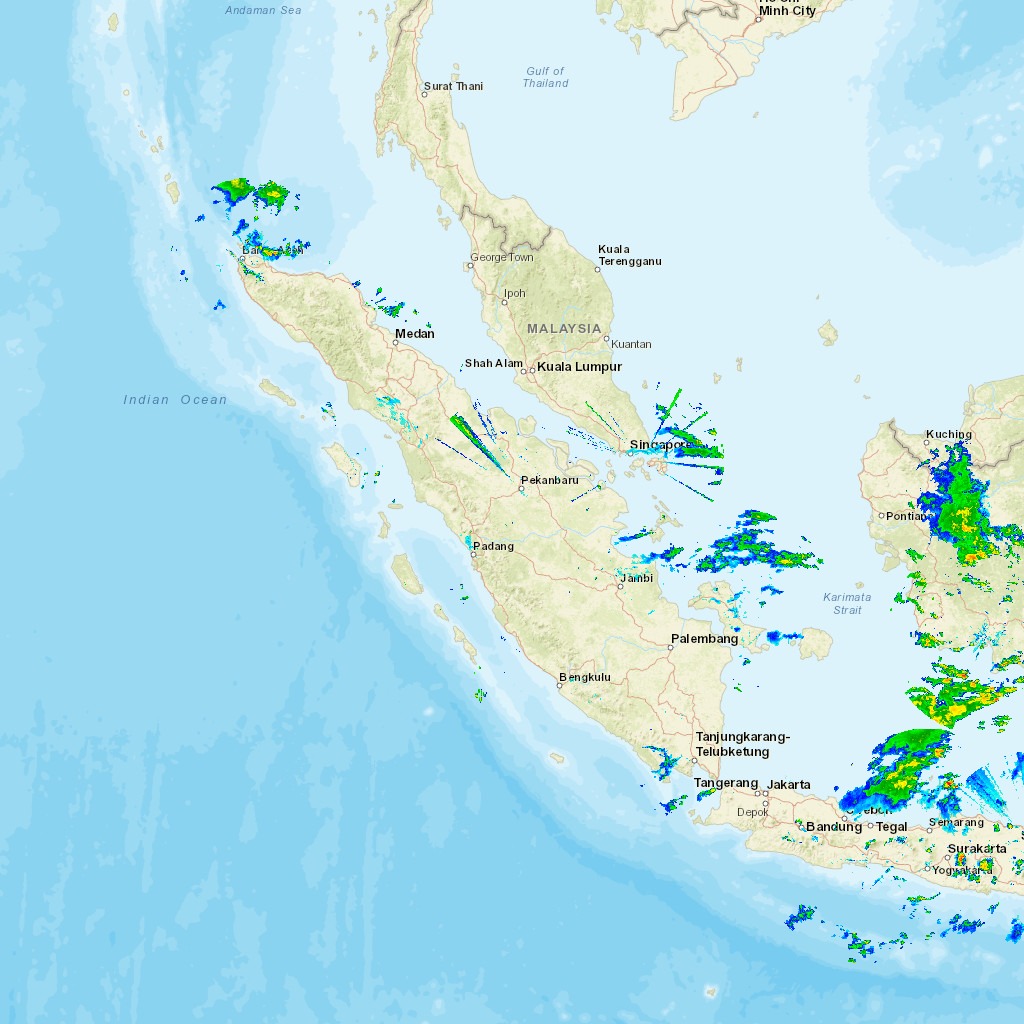 Andaman Sea
Minh City
Gulf of
Thailand
Surat Thani
Kuala
Terengganu
George Town
Ipoh
MALAYSIA
Kuantan
Medan
Shah Alam
Kuala Lumpur
Indian Ocean
Singapore
Kuching
Pekanbaru
Padang
Jambi
Karimata
Strait
Palembang
Bengkulu
Tanjungkarang-
Telubketung
Tangerang
Jakarta
Depok
Bandung
Tegal
Semarang
Surakarta
Yogyakarta